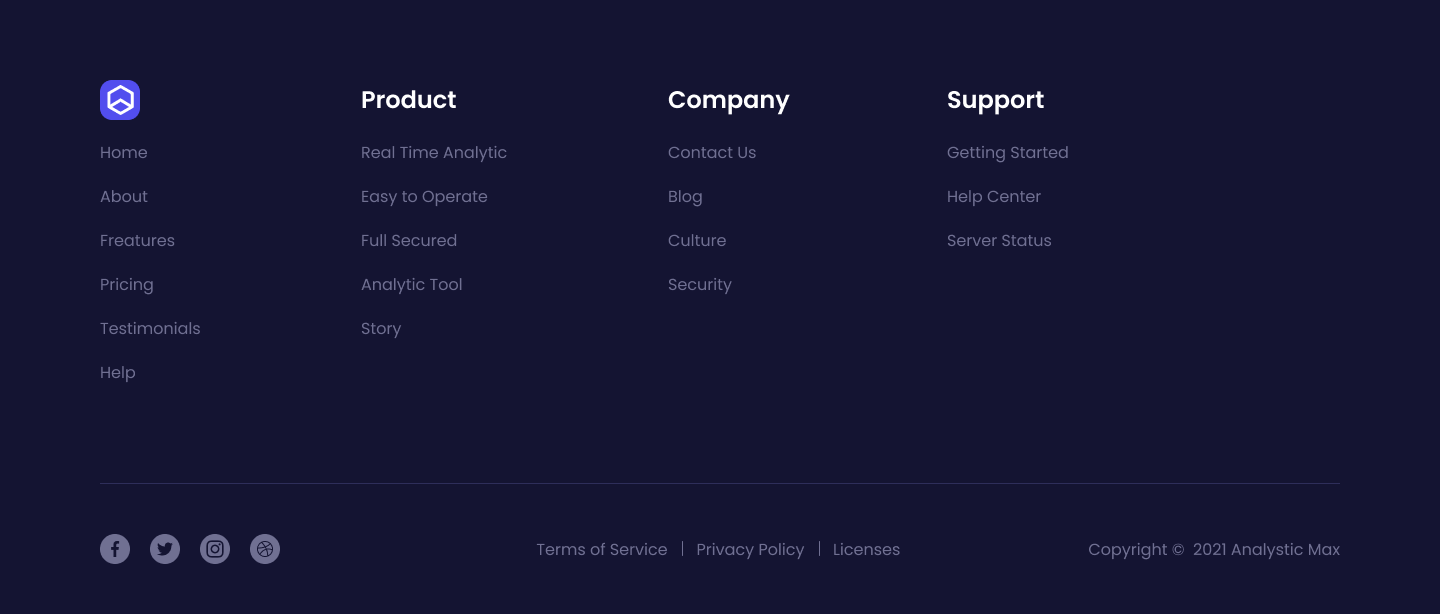 Home
About
Freatures
Pricing
Testimonials
Help
Product
Real Time Analytic
Easy to Operate
Full Secured
Analytic Tool
Story
Company
Contact Us
Blog
Culture
Security
Support
Getting Started
Help Center
Server Status
Terms of Service | Privacy Policy | Licenses
Copyright © 2021 Analystic Max